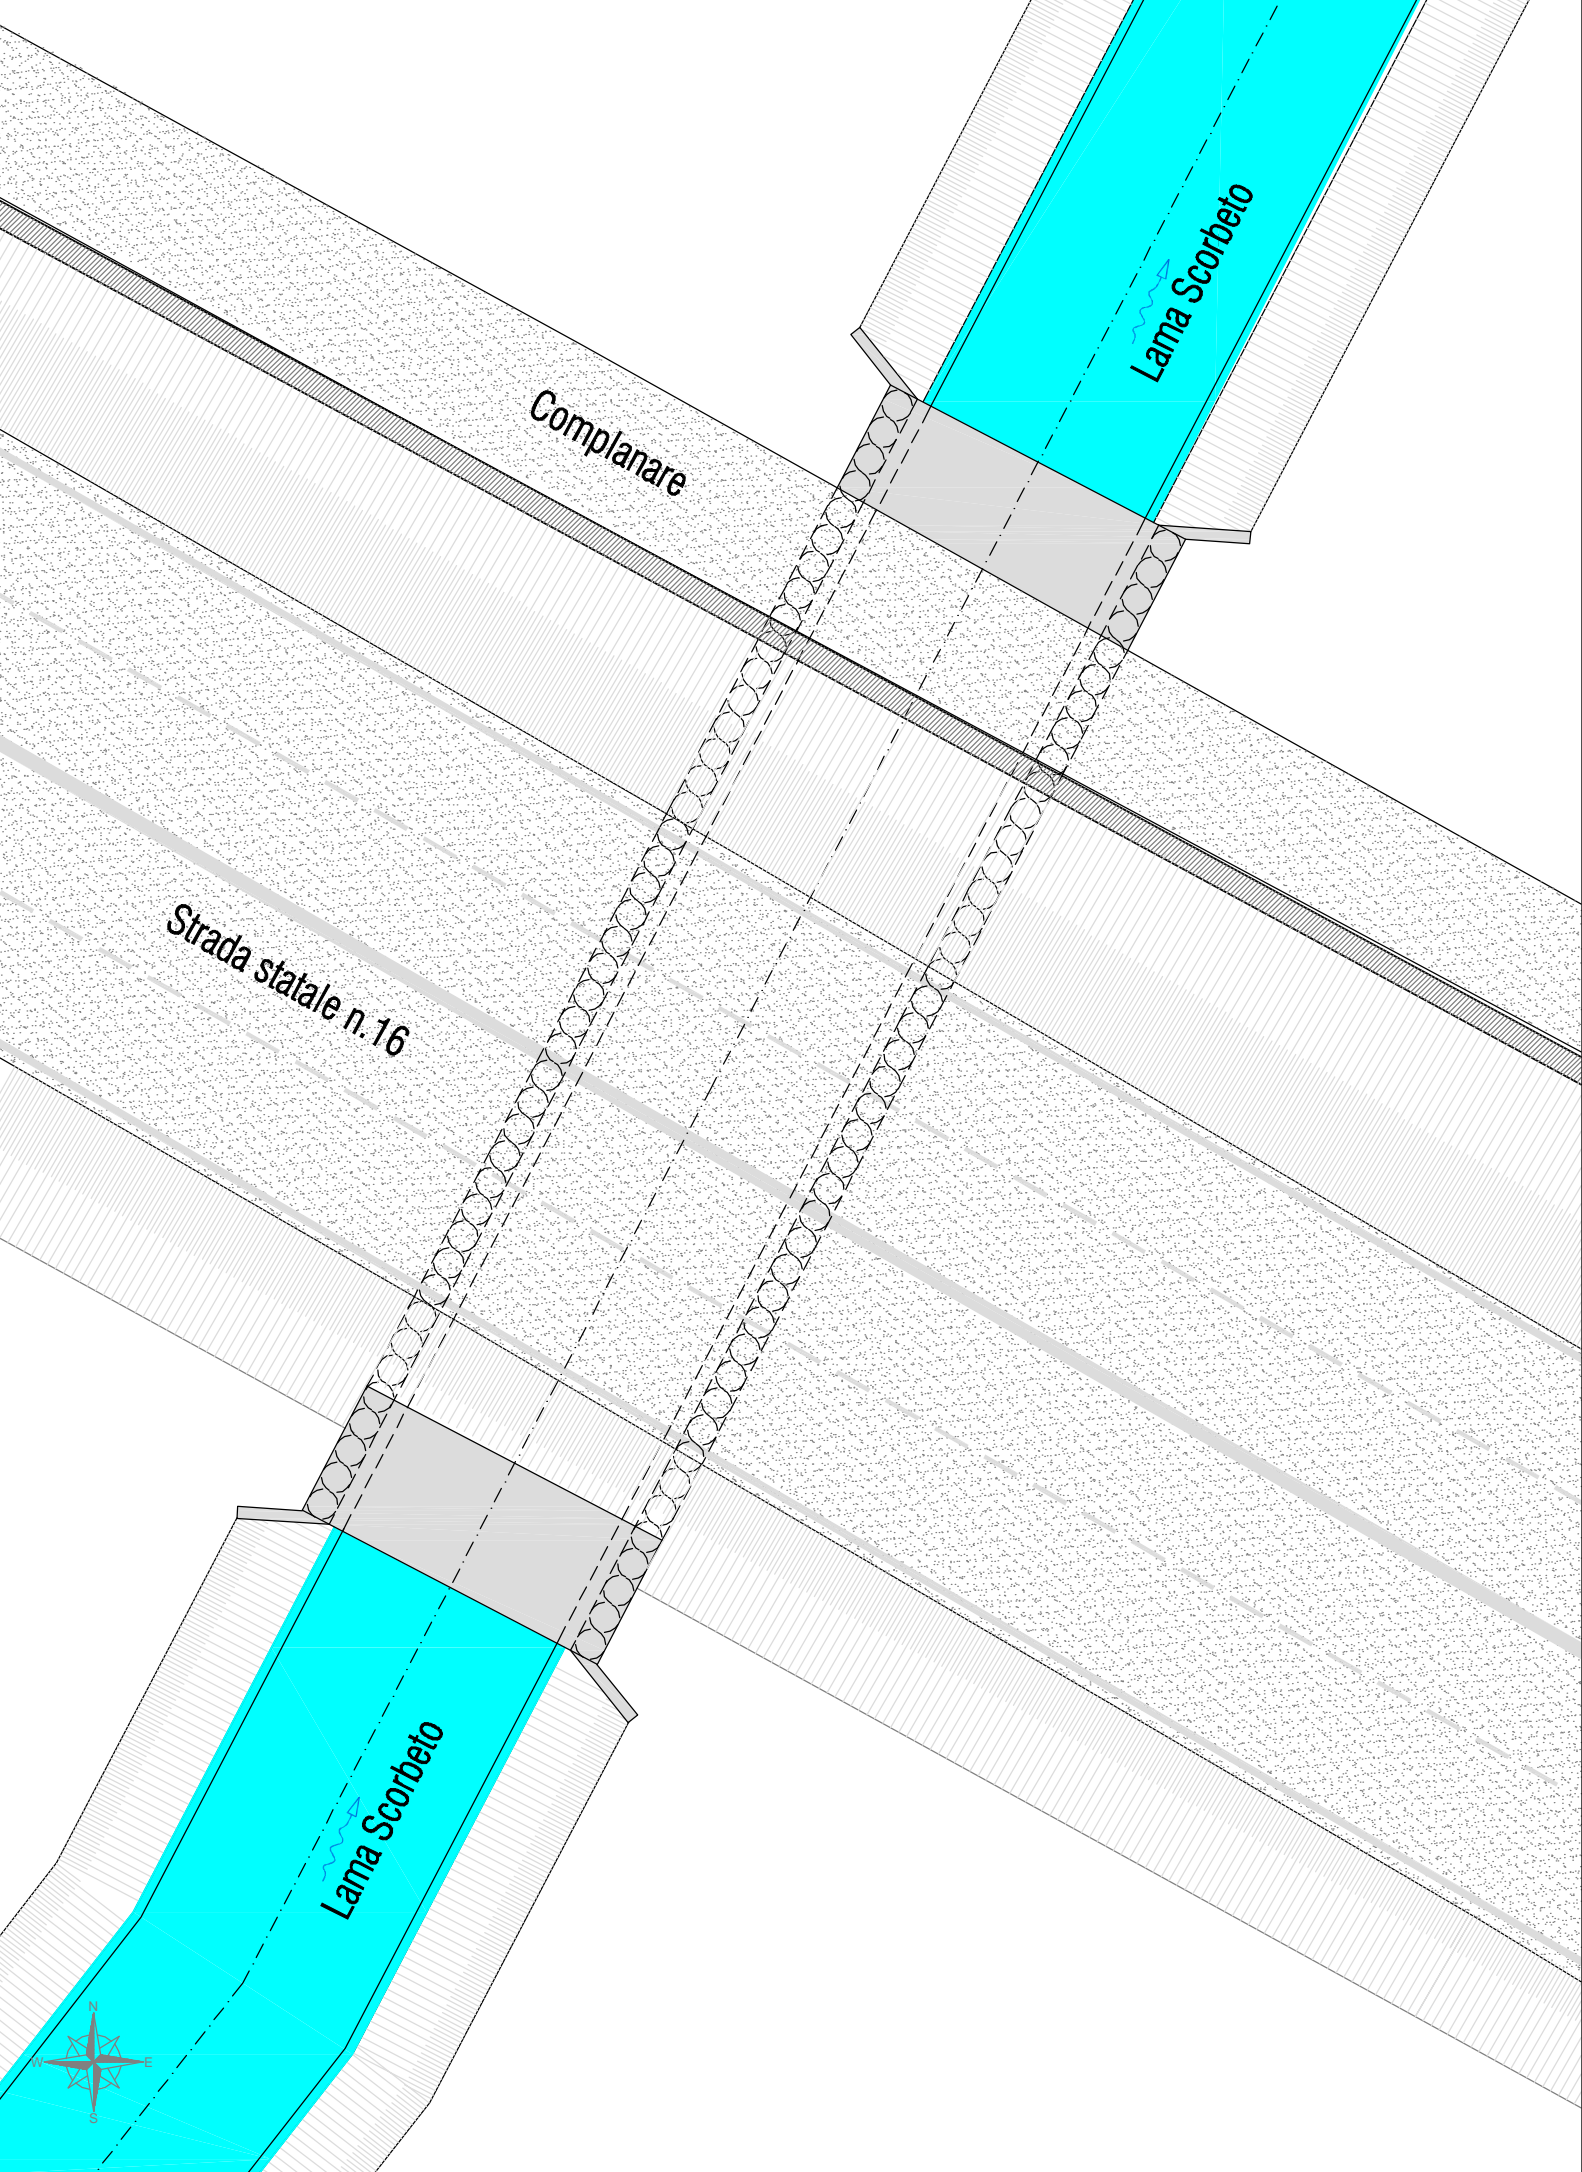 Lama Scorbeto
Complanare
Strada statale n.16
Lama Scorbeto
N
W
E
S